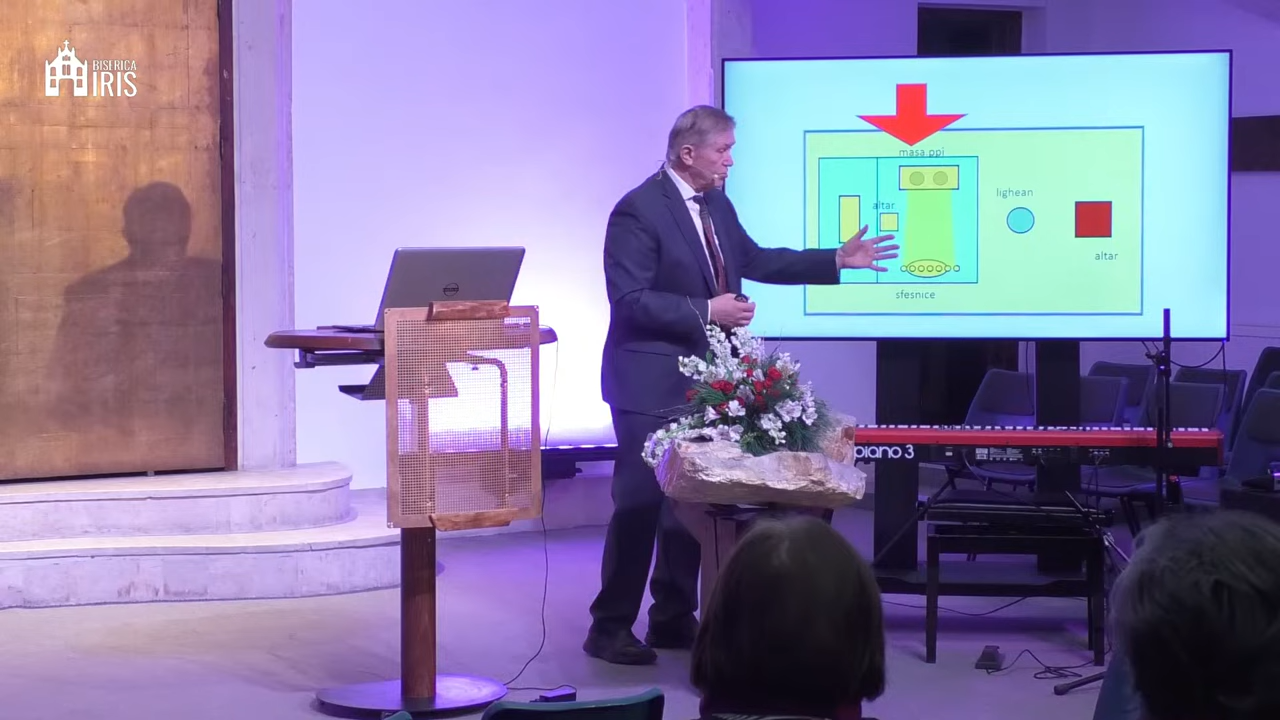 BISERICA
IRIS
masa ppi
lighean
altar
altar
sfesnice
piano 3